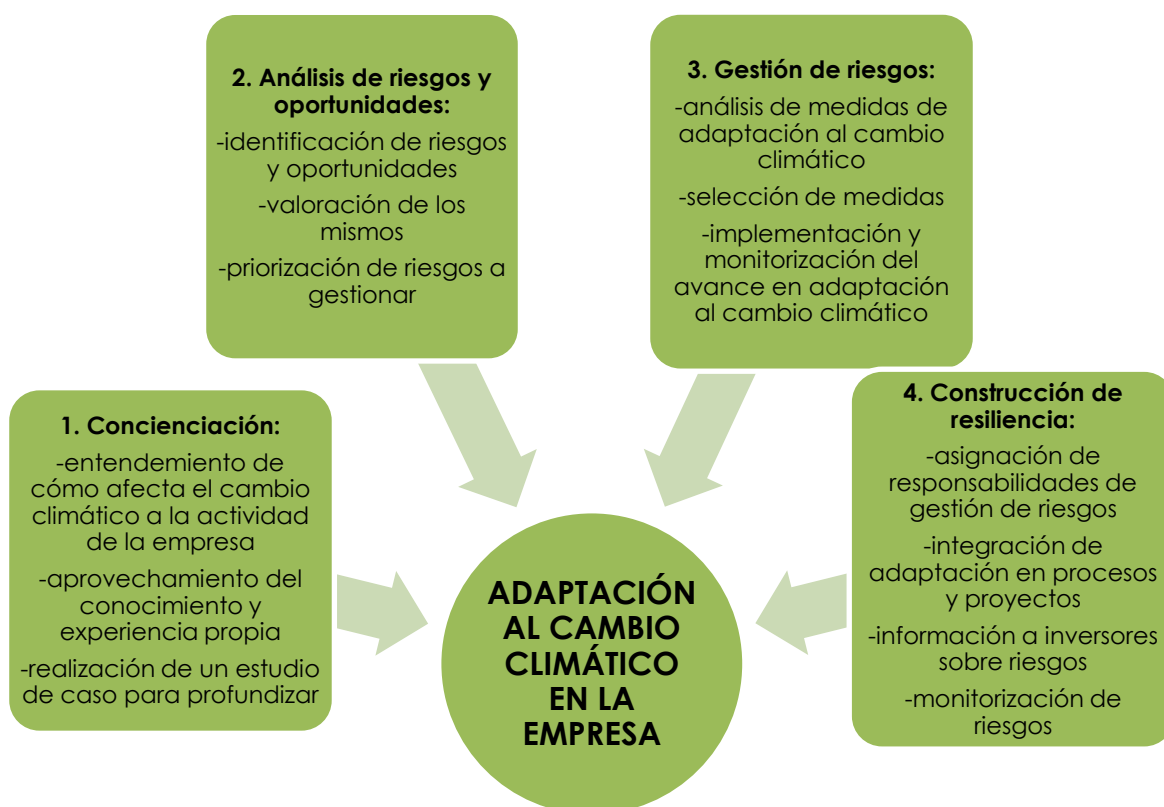 1. Concienciación:
-entendemiento de
cómo afecta el cambio
climático a la actividad
de la empresa
-aprovechamiento del
conocimiento y
experiencia propia
-realización de un estudio
de caso para profundizar
2. Análisis de riesgos y
oportunidades:
-identificación de riesgos
y oportunidades
-valoración de los
mismos
-priorización de riesgos a
gestionar
3. Gestión de riesgos:
-análisis de medidas de
adaptación al cambio
climático
-selección de medidas
-implementación y
monitorización del
avance en adaptación
al cambio climático
4. Construcción de
resiliencia:
-asignación de
responsabilidades de
gestión de riesgos
-integración de
adaptación en procesos
y proyectos
-información a inversores
sobre riesgos
-monitorización de
riesgos
ADAPTACIÓN
AL CAMBIO
CLIMÁTICO
EN LA
EMPRESA